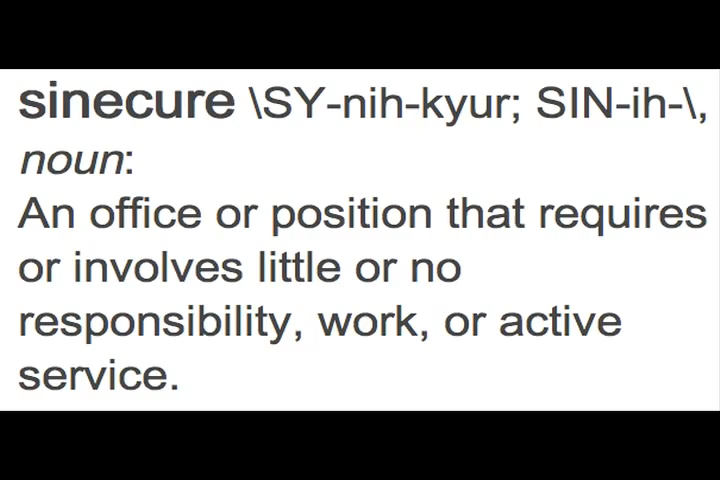 sinecure \SY-nih-kyur; SIN-ih-\,
noun:
An office or position that requires
or involves little or no
responsibility, work, or active
service.